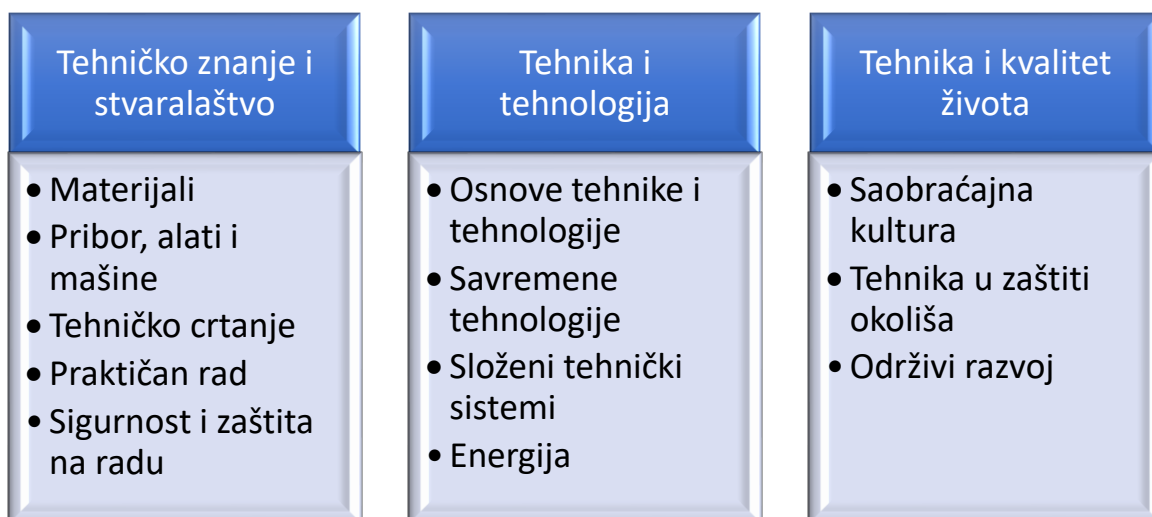 Tehničko znanje i
stvaralaštvo
• Materijali
• Pribor, alati i
mašine
• Tehničko crtanje
• Praktičan rad
• Sigurnost i zaštita
na radu
Tehnika i
tehnologija
• Osnove tehnike i
tehnologije
• Savremene
tehnologije
• Složeni tehnički
sistemi
• Energija
Tehnika i kvalitet
života
• Saobraćajna
kultura
• Tehnika u zaštiti
okoliša
• Održivi razvoj